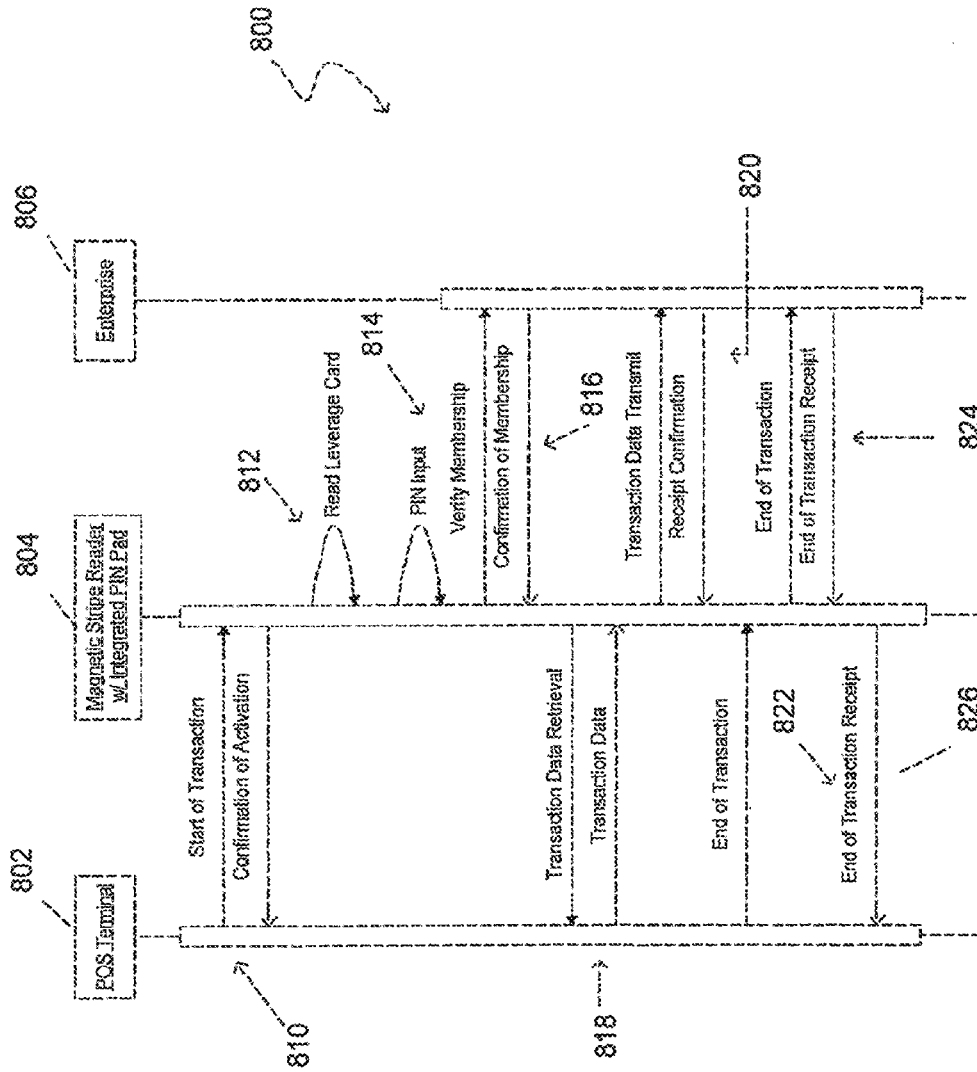 800
802
POS Terminal
804
Magnetic Stripe Reader
w/ Integrated PIN Pad
806
Enterprise
810
Start of Transaction
Confirmation of Activation
812
Read Leverage Card
814
PIN Input
Verify Membership
Confirmation of Membership
816
818
Transaction Data Retrieval
Transaction Data
Transaction Data Transmit
Receipt Confirmation
820
End of Transaction
822
End of Transaction
End of Transaction Receipt
824
End of Transaction Receipt
826